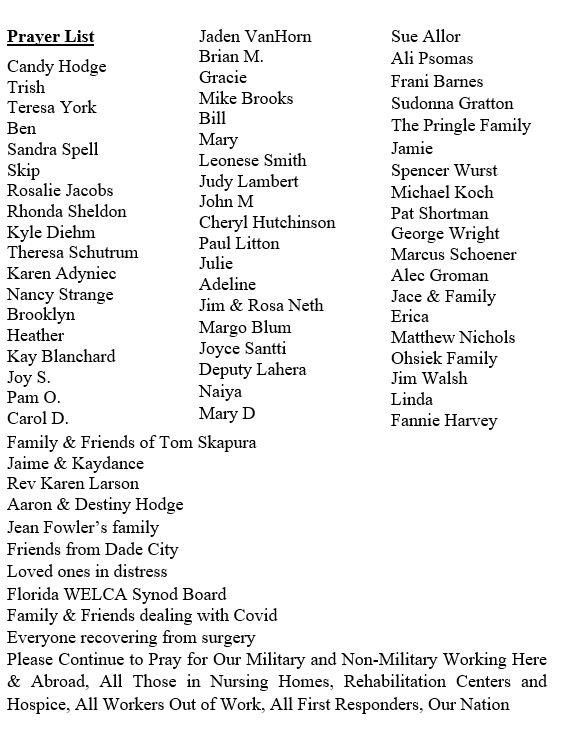 Prayer List
Candy Hodge
Trish
Teresa York
Ben
Sandra Spell
Skip
Rosalie Jacobs
Rhonda Sheldon
Kyle Diehm
Theresa Schutrum
Karen Adyniec
Nancy Strange
Brooklyn
Heather
Kay Blanchard
Joy S.
Pam O.
Carol D.
Jaden VanHorn
Brian M.
Gracie
Mike Brooks
Bill
Mary
Leonese Smith
Judy Lambert
John M
Cheryl Hutchinson
Paul Litton
Julie
Adeline
Jim & Rosa Neth
Margo Blum
Joyce Santti
Deputy Lahera
Naiya
Mary D
Sue Allor
Ali Psomas
Frani Barnes
Sudonna Gratton
The Pringle Family
Jamie
Spencer Wurst
Michael Koch
Pat Shortman
George Wright
Marcus Schoener
Alec Groman
Jace & Family
Erica
Matthew Nichols
Ohsiek Family
Jim Walsh
Linda
Fannie Harvey
Family & Friends of Tom Skapura
Jaime & Kaydance
Rev Karen Larson
Aaron & Destiny Hodge
Jean Fowler’s family
Friends from Dade City
Loved ones in distress
Florida WELCA Synod Board
Family & Friends dealing with Covid
Everyone recovering from surgery
Please Continue to Pray for Our Military and Non-Military Working Here
& Abroad, All Those in Nursing Homes, Rehabilitation Centers and
Hospice, All Workers Out of Work, All First Responders, Our Nation